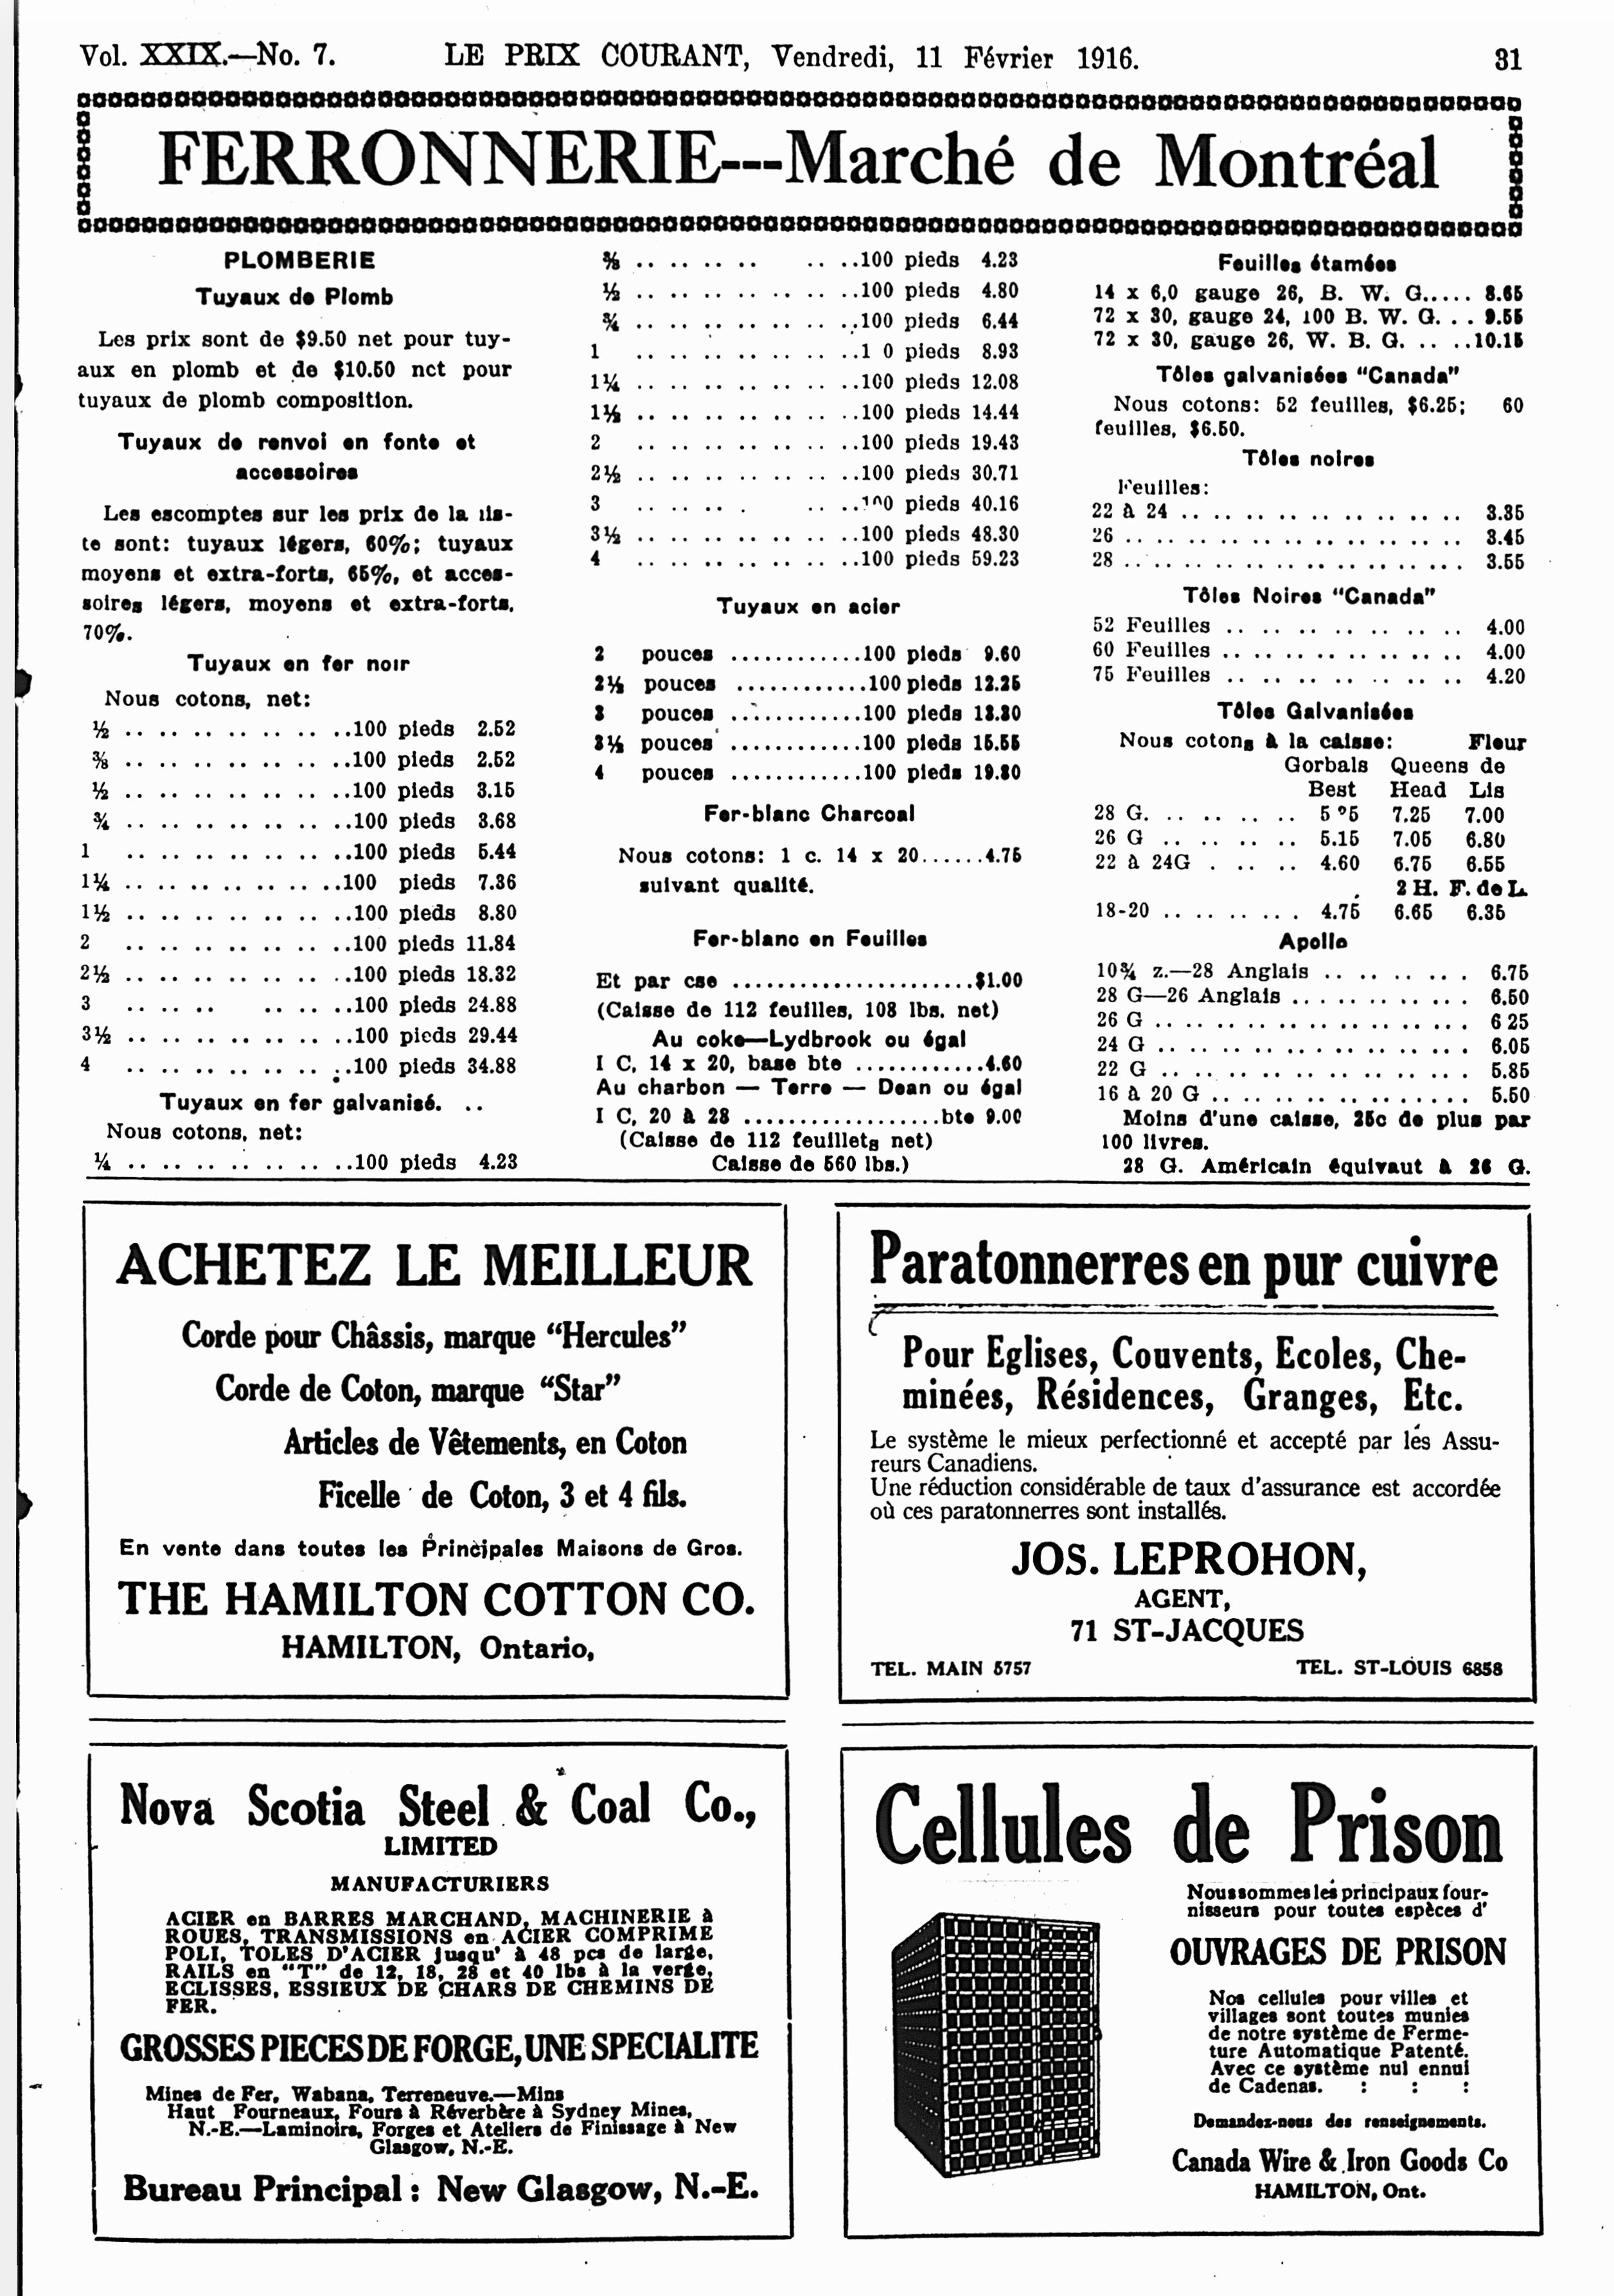 Vol. XXIX.—No. 7. LE PRIX COURANT, Vendredi, 11 Février 1916. 31
FERRONNERIE---Marché de Montréal
PLOMBERIE
Tuyaux de Plomb
Les prix sont de $9.50 net pour tuy-
aux en plomb et de $10.50 net pour
tuyaux de plomb composition.
Tuyaux de renvoi en fonte et
accessoires
Les escomptes sur les prix de la lis-
te sont: tuyaux légers, 60%; tuyaux
moyens et extra-forts, 65%, et acces-
soires légers, moyens et extra-forts,
70%.
Tuyaux en fer noir
Nous cotons, net:
½ .. .. .. .. .. .. .. ..100 pieds 2.52
⅜ .. .. .. .. .. .. .. ..100 pieds 2.52
½ .. .. .. .. .. .. .. ..100 pieds 3.15
¾ .. .. .. .. .. .. .. ..100 pieds 3.68
1 .. .. .. .. .. .. .. ..100 pieds 5.44
1¼ .. .. .. .. .. .. .. ..100 pieds 7.36
1½ .. .. .. .. .. .. .. ..100 pieds 8.80
2 .. .. .. .. .. .. .. ..100 pieds 11.84
2½ .. .. .. .. .. .. .. ..100 pieds 18.32
3 .. .. .. .. .. .. ..100 pieds 24.88
3½ .. .. .. .. .. .. .. ..100 pieds 29.44
4 .. .. .. .. .. .. .. ..100 pieds 34.88
Tuyaux en fer galvanisé. ..
Nous cotons, net:
¼ .. .. .. .. .. .. .. ..100 pieds 4.23
⅜ .. .. .. .. .. ..100 pieds 4.23
½ .. .. .. .. .. .. .. ..100 pieds 4.80
¾ .. .. .. .. .. .. .. ..100 pieds 6.44
1 .. .. .. .. .. .. .. ..1 0 pieds 8.93
1¼ .. .. .. .. .. .. .. ..100 pieds 12.08
1½ .. .. .. .. .. .. .. ..100 pieds 14.44
2 .. .. .. .. .. .. .. ..100 pieds 19.43
2½ .. .. .. .. .. .. .. ..100 pieds 30.71
3 .. .. .. . .. ..100 pieds 40.16
3½ .. .. .. .. .. .. .. ..100 pieds 48.30
4 .. .. .. .. .. .. .. ..100 pieds 59.23
Tuyaux en acier
2 pouces ............100 pieds 9.60
2½ pouces ............100 pieds 12.25
3 pouces ............100 pieds 13.80
3½ pouces ............100 pieds 15.55
4 pouces ............100 pieds 19.80
Fer-blanc Charcoal
Nous cotons: 1 c. 14 x 20......4.75
suivant qualité.
Fer-blanc en Feuilles
Et par cse ......................$1.00
(Caisse de 112 feuilles, 108 lbs. net)
Au coke—Lydbrook ou égal
I C, 14 x 20, base bte ............4.60
Au charbon — Terre — Dean ou égal
I C, 20 à 28 ..................bte 9.00
(Caisse de 112 feuillets net)
Caisse de 560 lbs.)
Feuilles étamées
14 x 6,0 gauge 26, B. W. G..... 8.65
72 x 30, gauge 24, 100 B. W. G. .. 9.55
72 x 30, gauge 26, W. B. G. .. ..10.15
Tôles galvanisées "Canada"
Nous cotons: 52 feuilles, $6.25; 60
feuilles, $6.50.
Tôles noires
Feuilles:
22 à 24 .. .. .. .. .. .. .. .. .. 3.35
26 .. .. .. .. .. .. .. .. .. .. .. 3.45
28 .. .. .. .. .. .. .. .. .. .. .. 3.55
Tôles Noires "Canada"
52 Feuilles .. .. .. .. .. .. .. .. 4.00
60 Feuilles .. .. .. .. .. .. .. .. 4.00
75 Feuilles .. .. .. .. .. .. .. .. 4.20
Tôles Galvanisées
Nous cotons à la caisse: Fleur
Gorbals Queens de
Best Head Lis
28 G. .. .. .. .. 5 °5 7.25 7.00
26 G .. .. .. .. .. 5.15 7.05 6.80
22 à 24G . .. .. 4.60 6.75 6.55
2 H. F. de L.
18-20 .. .. .. .. . 4.75 6.65 6.35
Apollo
10¾ z.—28 Anglais .. .. .. .. . 6.75
28 G—26 Anglais .. .. .. .. .. . 6.50
26 G .. .. .. .. .. .. .. .. .. .. 6 25
24 G .. .. .. .. .. .. .. .. .. .. 6.05
22 G .. .. .. .. .. .. .. .. .. .. 5.85
16 à 20 G .. .. .. .. .. .. .. .. 5.50
Moins d'une caisse, 25c de plus par
100 livres.
28 G. Américain équivaut à 26 G.
ACHETEZ LE MEILLEUR
Corde pour Châssis, marque "Hercules"
Corde de Coton, marque "Star"
Articles de Vêtements, en Coton
Ficelle de Coton, 3 et 4 fils.
En vente dans toutes les Principales Maisons de Gros.
THE HAMILTON COTTON CO.
HAMILTON, Ontario,
Paratonnerres en pur cuivre
Pour Eglises, Couvents, Ecoles, Che-
minées, Résidences, Granges, Etc.
Le système le mieux perfectionné et accepté par les Assu-
reurs Canadiens.
Une réduction considérable de taux d'assurance est accordée
où ces paratonnerres sont installés.
JOS. LEPROHON,
AGENT,
71 ST-JACQUES
TEL. MAIN 5757 TEL. ST-LOUIS 6858
Nova Scotia Steel & Coal Co.,
LIMITED
MANUFACTURIERS
ACIER en BARRES MARCHAND, MACHINERIE à
ROUES, TRANSMISSIONS en ACIER COMPRIME
POLI, TOLES D'ACIER jusqu' à 48 pcs de large,
RAILS en "T" de 12, 18, 28 et 40 lbs à la verge,
ECLISSES, ESSIEUX DE CHARS DE CHEMINS DE
FER.
GROSSES PIECES DE FORGE, UNE SPECIALITE
Mines de Fer, Wabana, Terreneuve.—Mins
Haut Fourneaux, Fours à Réverbère à Sydney Mines,
N.-E.—Laminoirs, Forges et Ateliers de Finissage à New
Glasgow, N.-E.
Bureau Principal : New Glasgow, N.-E.
Cellules de Prison
Nous sommes les principaux four-
nisseurs pour toutes espèces d'
OUVRAGES DE PRISON
Nos cellules pour villes et
villages sont toutes munies
de notre système de Ferme-
ture Automatique Patenté.
Avec ce système nul ennui
de Cadenas. : : :
Demandez-nous des renseignements.
Canada Wire & Iron Goods Co
HAMILTON, Ont.